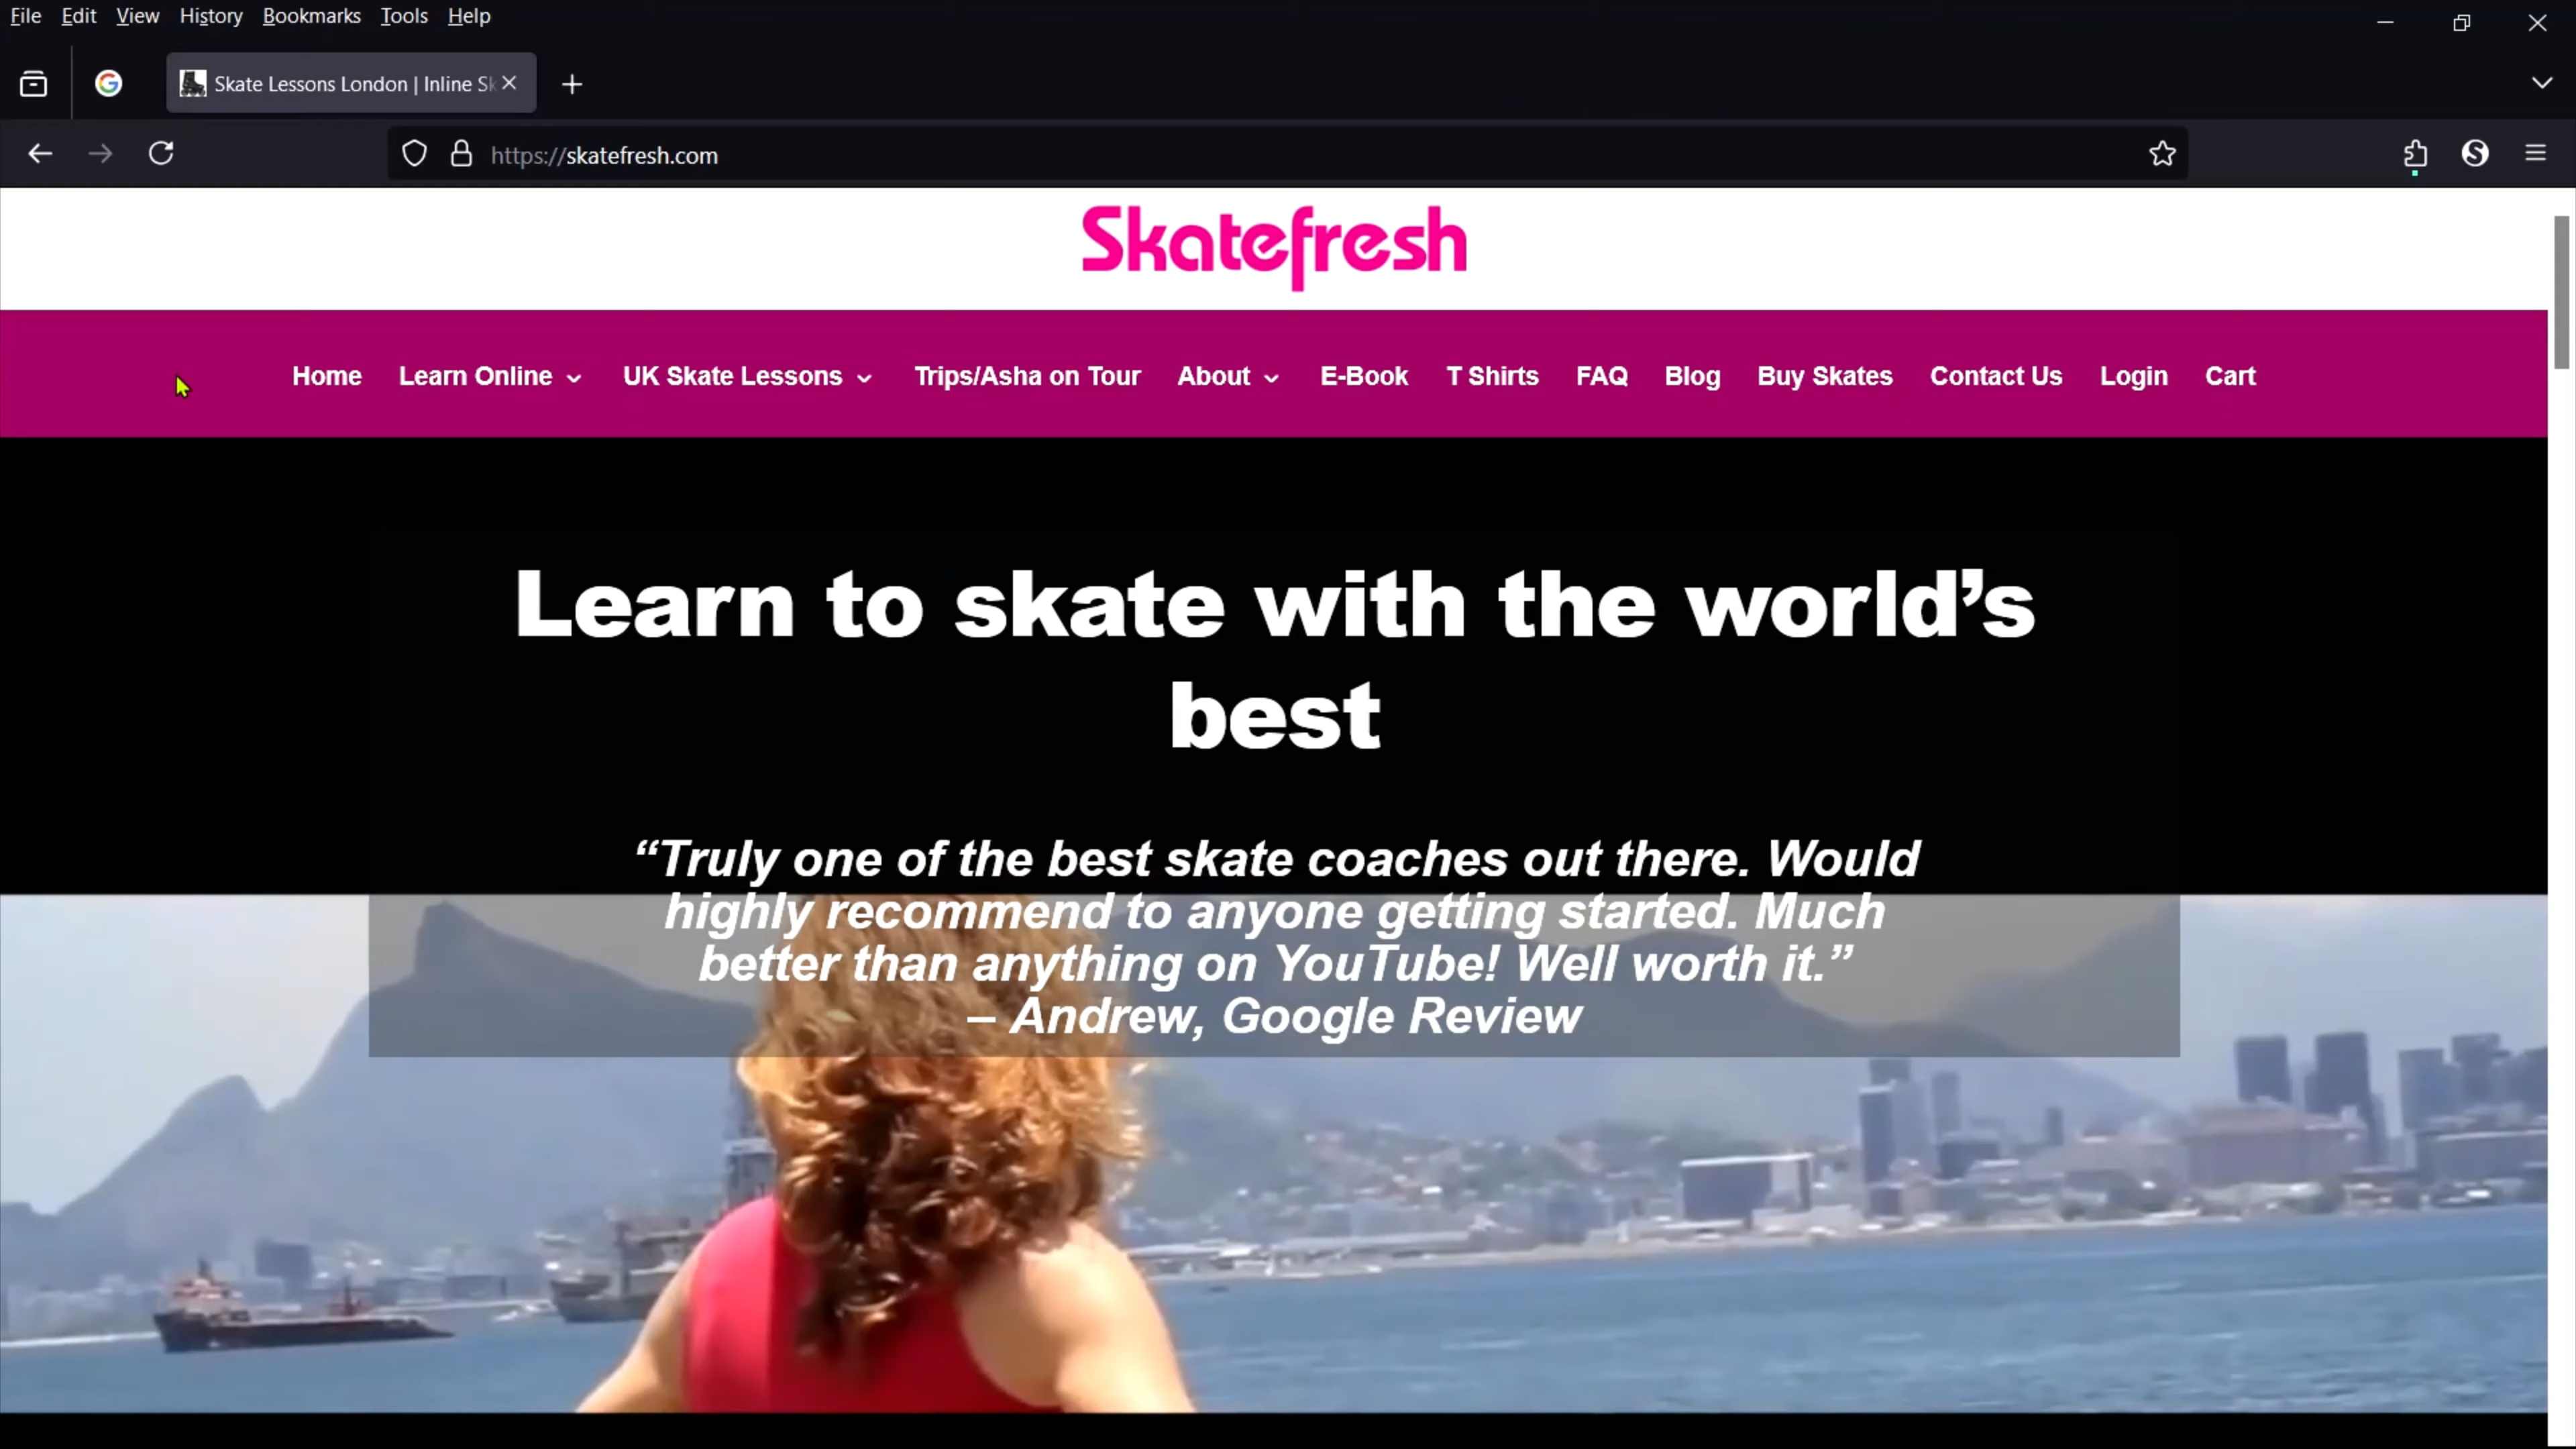 File Edit View History Bookmarks Tools Help
Skate Lessons London | Inline Sk
https://skatefresh.com
Skatefresh
Home Learn Online UK Skate Lessons Trips/Asha on Tour About E-Book T Shirts FAQ Blog Buy Skates Contact Us Login Cart
Learn to skate with the world’s
best
“Truly one of the best skate coaches out there. Would
highly recommend to anyone getting started. Much
better than anything on YouTube! Well worth it.”
– Andrew, Google Review